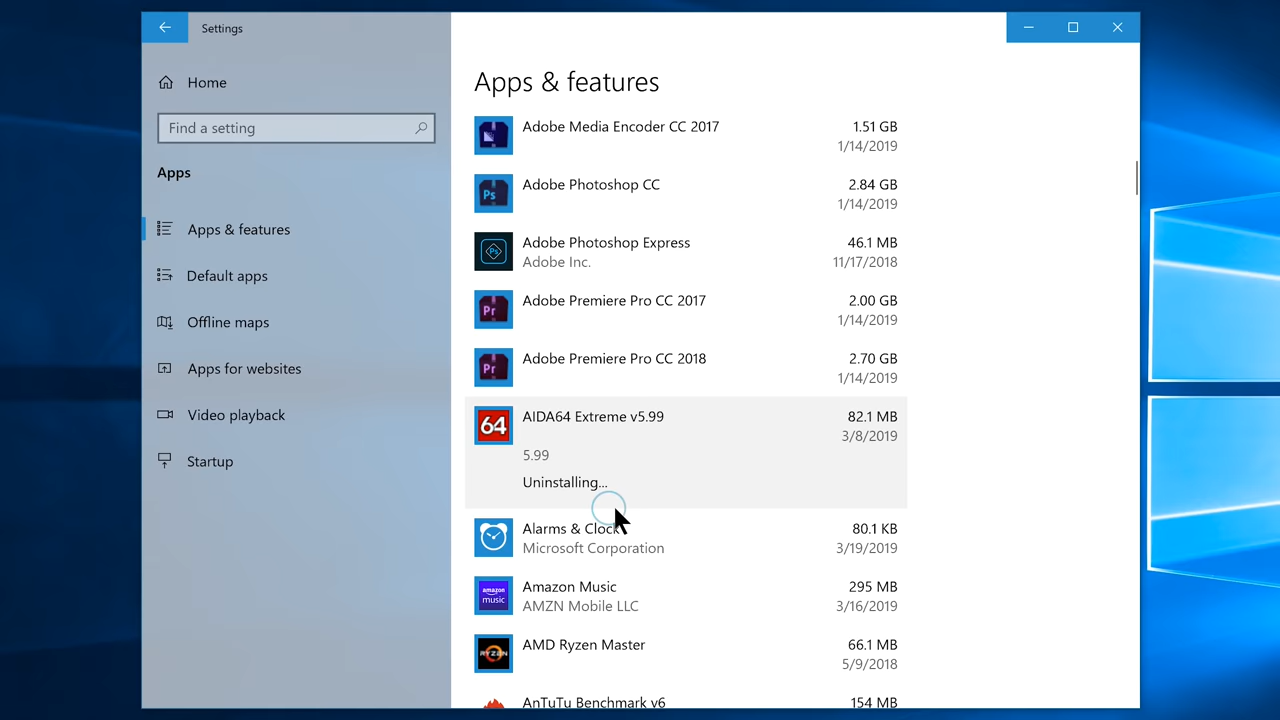 Settings
Home
Find a setting
Apps
Apps & features
Default apps
Offline maps
Apps for websites
Video playback
Startup
Apps & features
Adobe Media Encoder CC 2017 1.51 GB
1/14/2019
Ps
Adobe Photoshop CC 2.84 GB
1/14/2019
Ps
Adobe Photoshop Express 46.1 MB
Adobe Inc. 11/17/2018
Pr
Adobe Premiere Pro CC 2017 2.00 GB
1/14/2019
Pr
Adobe Premiere Pro CC 2018 2.70 GB
1/14/2019
64
AIDA64 Extreme v5.99 82.1 MB
3/8/2019
5.99
Uninstalling...
Alarms & Clock 80.1 KB
Microsoft Corporation 3/19/2019
amazon
music
Amazon Music 295 MB
AMZN Mobile LLC 3/16/2019
RYZEN
AMD Ryzen Master 66.1 MB
5/9/2018
AnTuTu Benchmark v6 154 MB